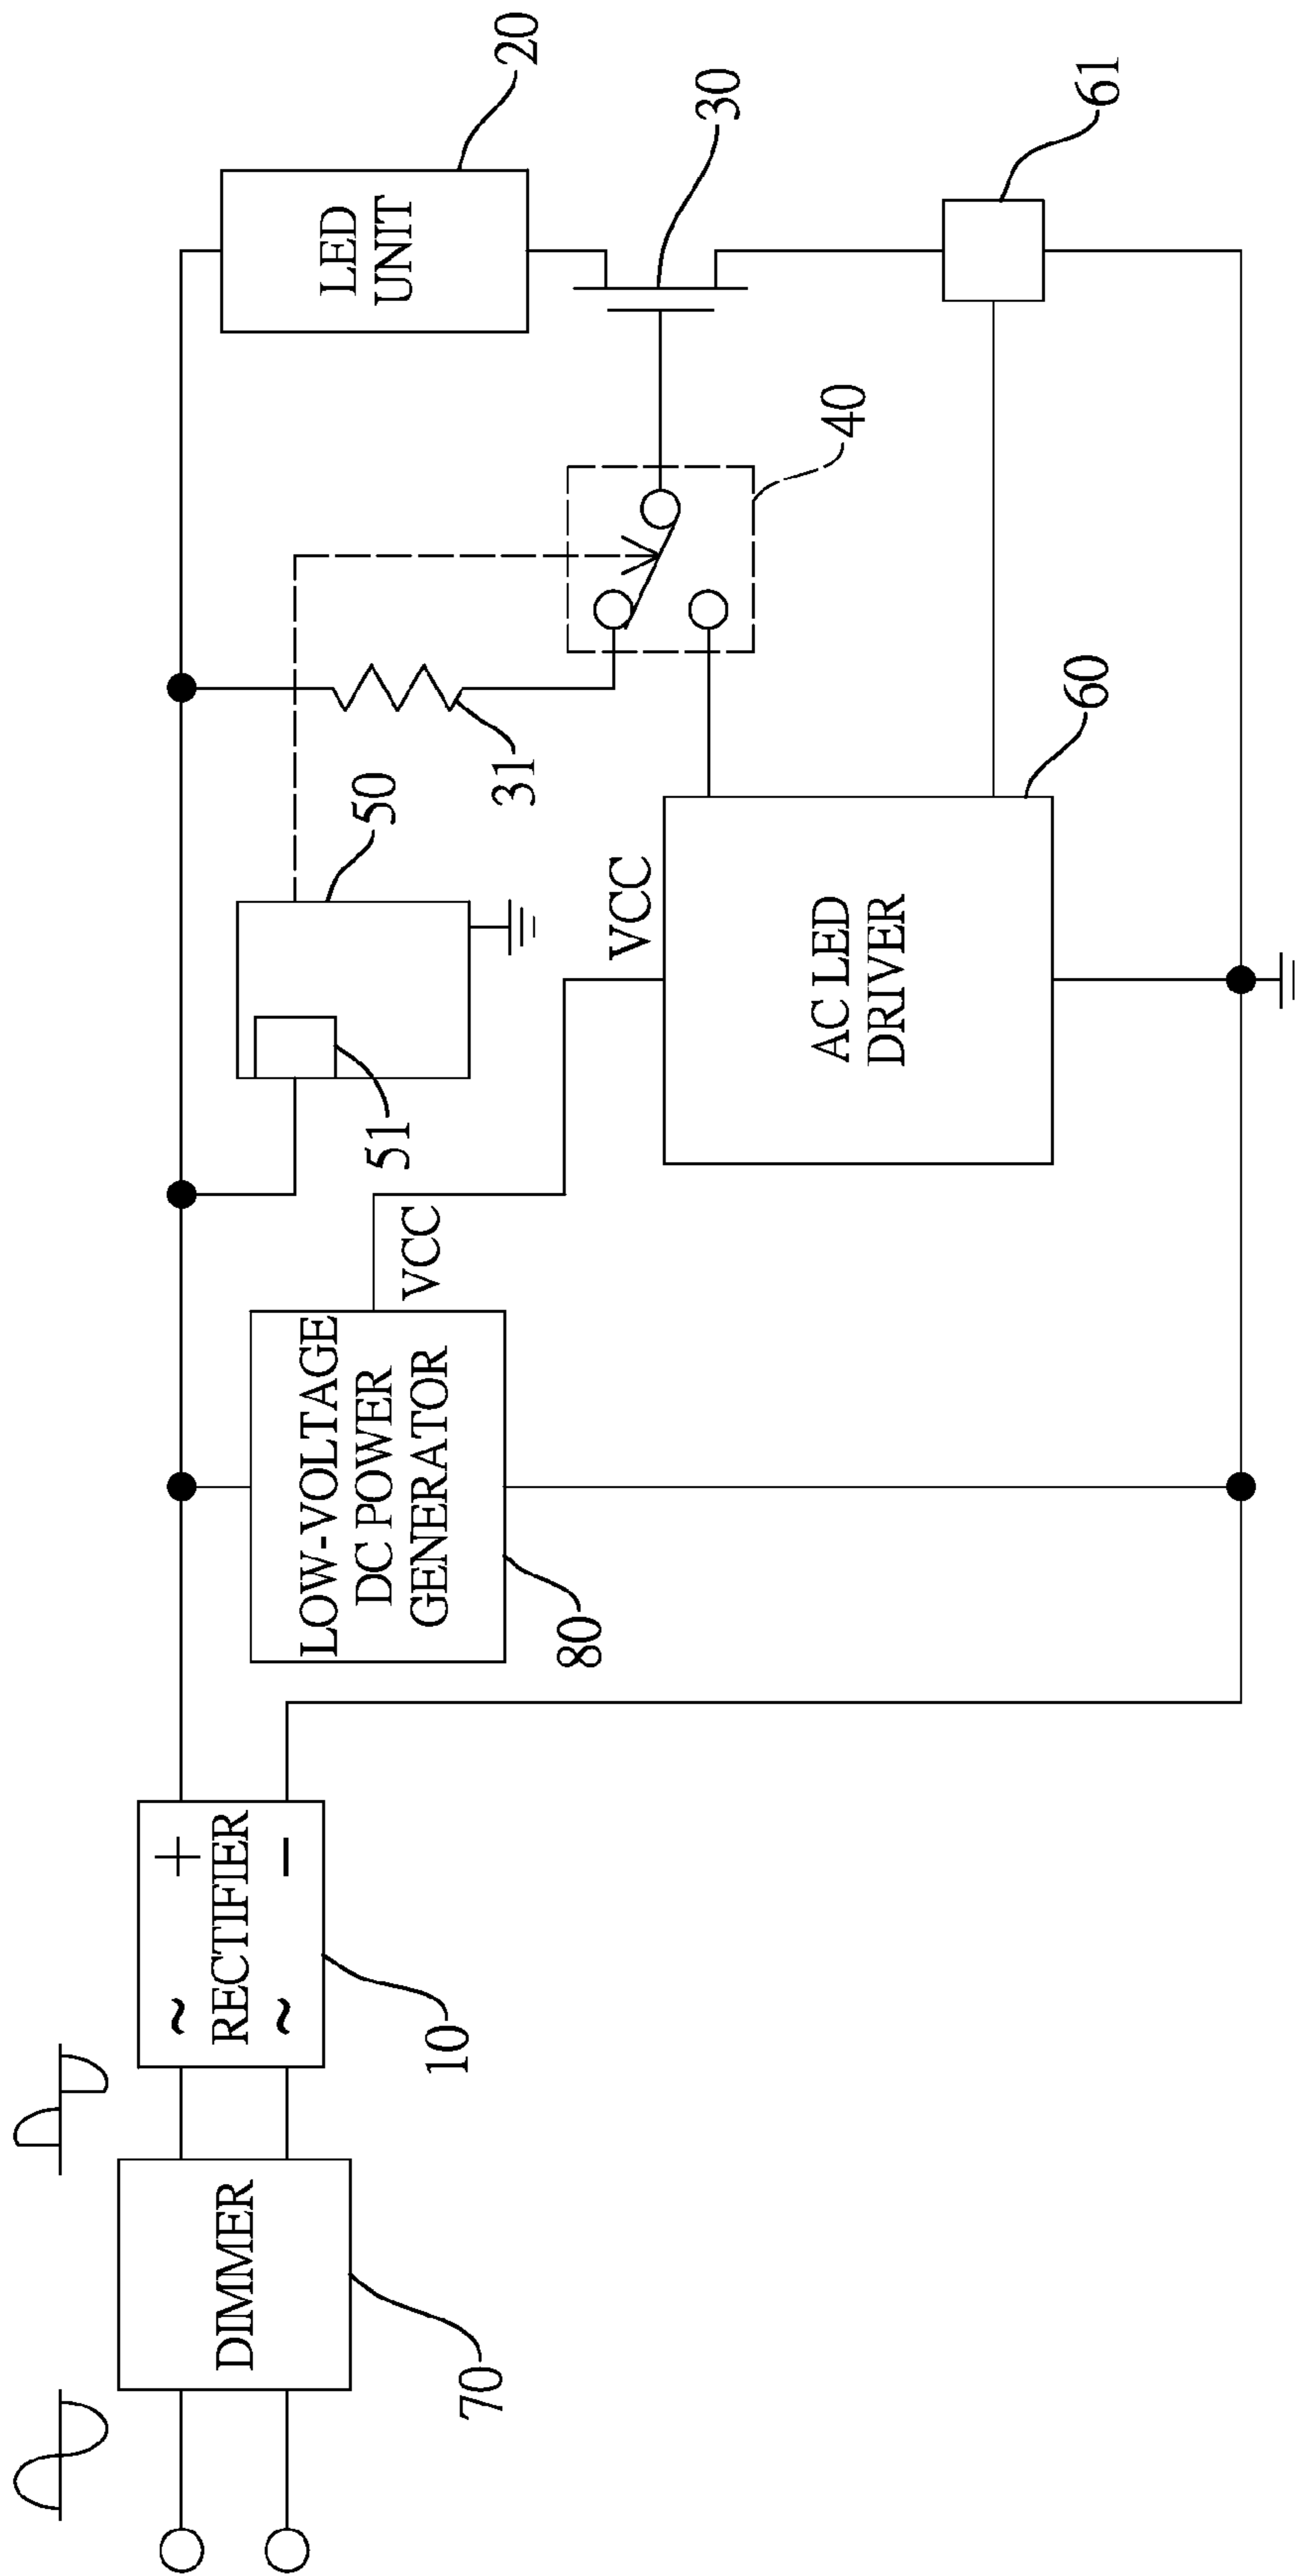 DIMMER
70
~
~
RECTIFIER
+
−
10
LOW-VOLTAGE
DC POWER
GENERATOR
80
VCC
51
50
VCC
AC LED
DRIVER
60
31
40
LED
UNIT
20
30
61